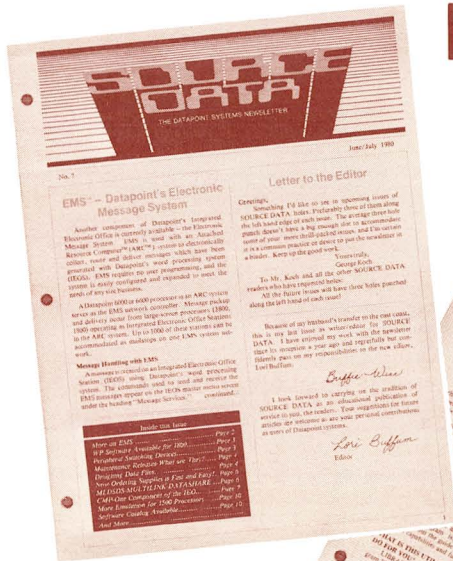 SOURCE
DATA
THE DATAPOINT SYSTEMS NEWSLETTER
No. 7
June/July 1980
EMS™ – Datapoint's Electronic
Message System
Another component of Datapoint's Integrated
Electronic Office is currently available – the Electronic
Message System. EMS is used with an Attached
Resource Computer™ (ARC™) system to electronically
collect, route and deliver messages which have been
generated with Datapoint's word processing system
(IEOS). EMS requires no user programming, and the
system is easily configured and expanded to meet the
needs of any size business.
A Datapoint 6000 or 6600 processor in an ARC system
serves as the EMS network controller. Message pickup
and delivery occur from large-screen processors (1800,
3800) operating as Integrated Electronic Office Stations
in the ARC system. Up to 1000 of these stations can be
accommodated as mailstops on one EMS system net-
work.
Message Handling with EMS
A message is created on an Integrated Electronic Office
Station, (IEOS) using Datapoint's word processing
system. The commands used to send and receive the
EMS messages appear on the IEOS master menu screen
under the heading "Message Services." continued...
Inside this Issue
More on EMS Page 2
WP Software Available for 1800 Page
Peripheral Switching Devices Page
Maintenance Rebates What are They? Page
Designing Data Files Page
Now Ordering Supplies is Fast and Easy! Page 6
MLDSDS/MULTILINK DATASHARE Page 8
CMP-One Component of the IEO Page
More Emulation for 1500 Processors Page 10
Software Catalog Available Page 10
And More
Letter to the Editor
Greetings,
Something I'd like to see in upcoming issues of
SOURCE DATA: holes. Preferably three of them along
the left hand edge of each issue. The average three hole
punch doesn't have a big enough slot to accommodate
some of your more thrill-packed issues, and I'm certain
it is a common practice or desire to put the newsletter in
a binder. Keep up the good work.
Yours truly,
George Koch
To Mr. Koch and all the other SOURCE DATA
readers who have requested holes:
All the future issues will have three holes punched
along the left hand of each issue!
Because of my husband's transfer to the east coast,
this is my last issue as writer/editor for SOURCE
DATA. I have enjoyed my work with the newsletter
since its inception a year ago and regretfully but con-
fidently pass on my responsibilities to the new editor,
Lori Buffum.
Buffie
I look forward to carrying on the tradition of
SOURCE DATA as an educational publication of
service to you, the readers. Your suggestions for future
articles are welcome as are your personal contributions
as users of Datapoint systems.
Lori Buffum
Editor
WHAT IS THIS UTIL
DO FOR YOU
LIBR